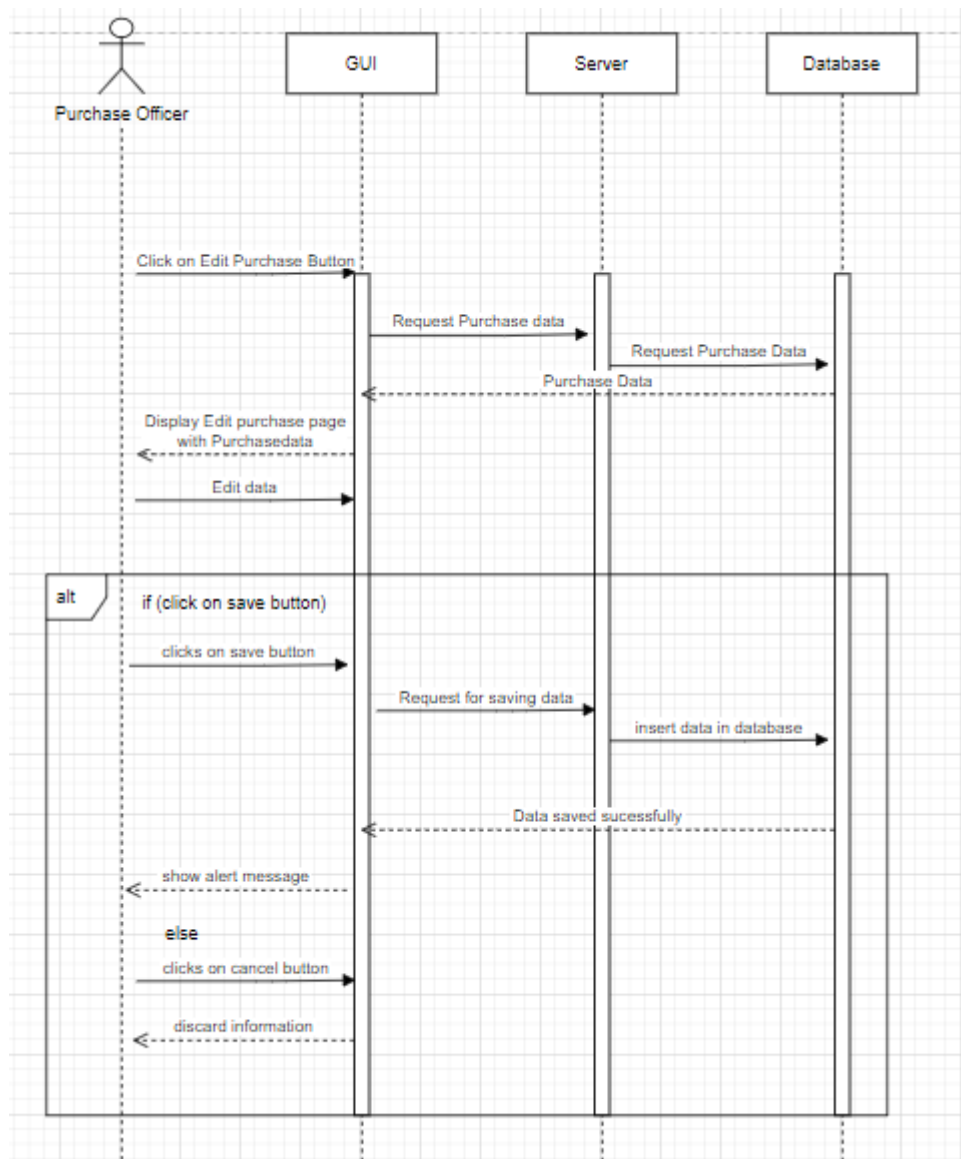 GUI
Server
Database
Purchase Officer
Click on Edit Purchase Button
Request Purchase data
Request Purchase Data
Purchase Data
Display Edit purchase page
with Purchasedata
Edit data
alt
if (click on save button)
clicks on save button
Request for saving data
insert data in database
Data saved sucessfully
show alert message
else
clicks on cancel button
discard information